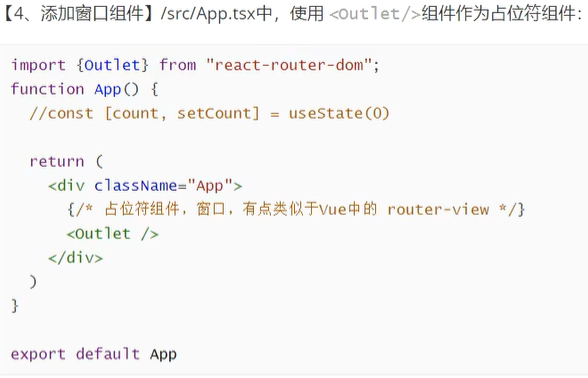 【4、添加窗口组件】/src/App.tsx中，使用 <Outlet/>组件作为占位符组件：
import {Outlet} from "react-router-dom";
function App() {
  //const [count, setCount] = useState(0)
  return (
    <div className="App">
      {/* 占位符组件，窗口，有点类似于Vue中的 router-view */}
      <Outlet />
    </div>
  )
}
export default App